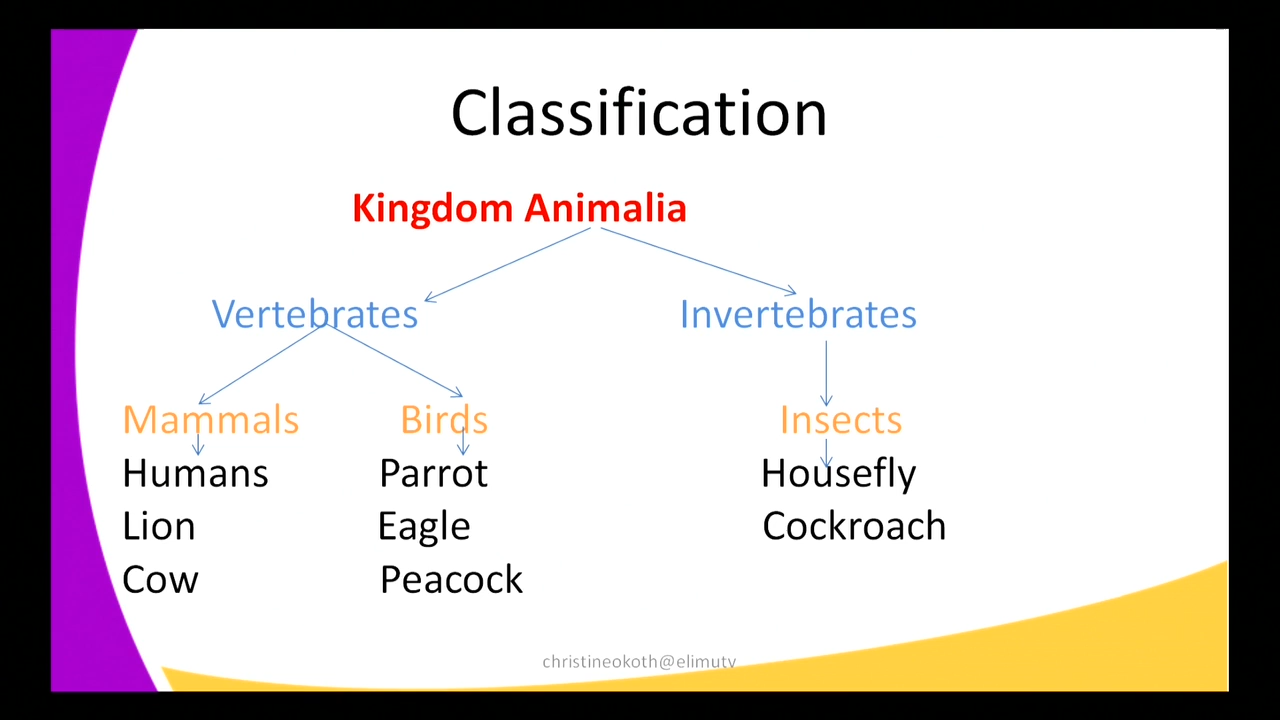 Classification
Kingdom Animalia
Vertebrates Invertebrates
Mammals Birds Insects
Humans Parrot Housefly
Lion Eagle Cockroach
Cow Peacock
christineokoth@elimutv